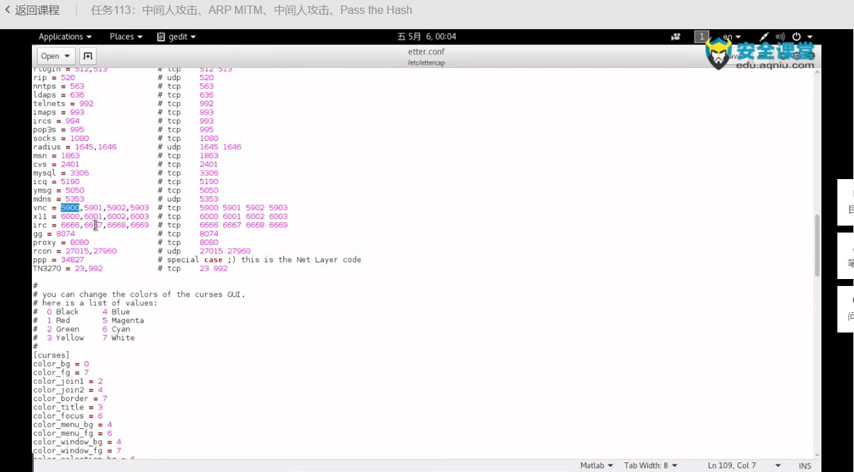 返回课程 任务113：中间人攻击、ARP MITM、中间人攻击、Pass the Hash
Applications Places gedit 五 5月 6, 00:04 1 en
安全课堂
edu.aqniu.com
Open etter.conf
/etc/ettercap
rlogin = 512,513 # tcp 512 513
rip = 520 # udp 520
nntps = 563 # tcp 563
ldaps = 636 # tcp 636
telnets = 992 # tcp 992
imaps = 993 # tcp 993
ircs = 994 # tcp 994
pop3s = 995 # tcp 995
socks = 1080 # tcp 1080
radius = 1645,1646 # udp 1645 1646
msn = 1863 # tcp 1863
cvs = 2401 # tcp 2401
mysql = 3306 # tcp 3306
icq = 5190 # tcp 5190
ymsg = 5050 # tcp 5050
mdns = 5353 # udp 5353
vnc = 5900,5901,5902,5903 # tcp 5900 5901 5902 5903
x11 = 6000,6001,6002,6003 # tcp 6000 6001 6002 6003
irc = 6666,6667,6668,6669 # tcp 6666 6667 6668 6669
gg = 8074 # tcp 8074
proxy = 8080 # tcp 8080
rcon = 27015,27960 # udp 27015 27960
ppp = 34827 # special case ;) this is the Net Layer code
TN3270 = 23,992 # tcp 23 992
#
# you can change the colors of the curses GUI.
# here is a list of values:
# 0 Black 4 Blue
# 1 Red 5 Magenta
# 2 Green 6 Cyan
# 3 Yellow 7 White
#
[curses]
color_bg = 0
color_fg = 7
color_join1 = 2
color_join2 = 4
color_border = 7
color_title = 3
color_focus = 6
color_menu_bg = 4
color_menu_fg = 6
color_window_bg = 4
color_window_fg = 7
color_selection_bg = 6
Matlab Tab Width: 8 Ln 109, Col 7 INS